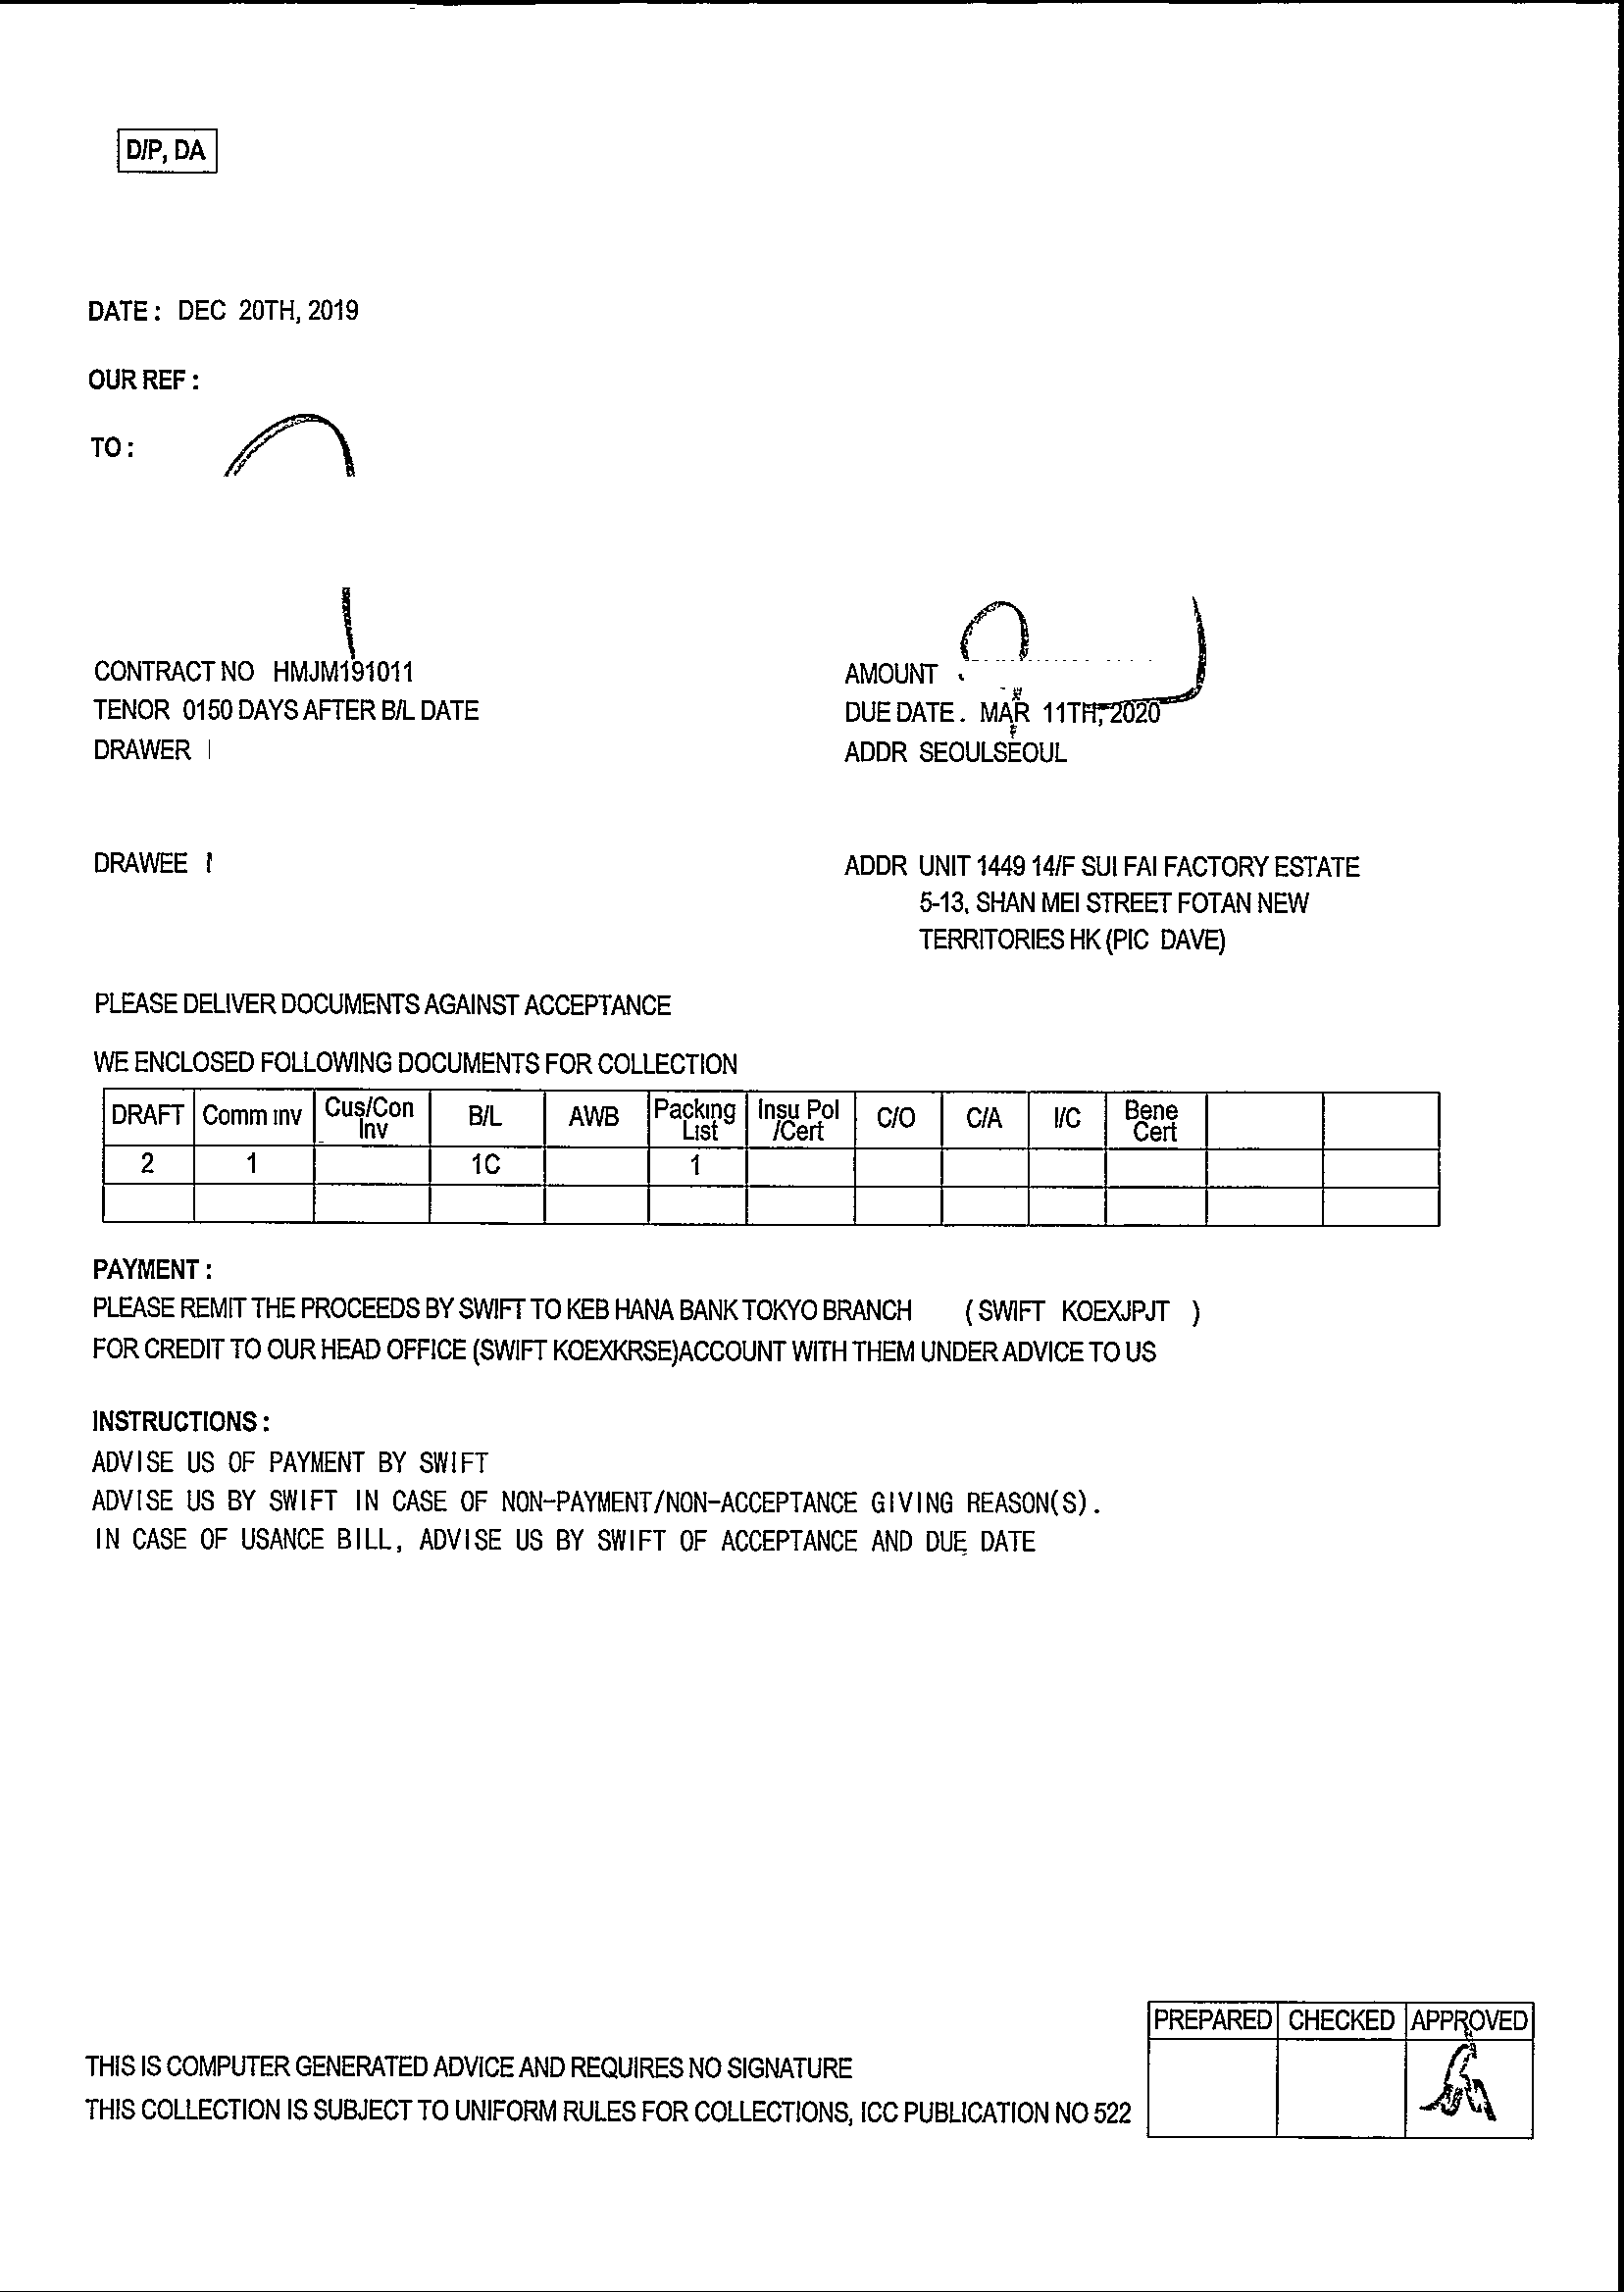 D/P, DA
DATE : DEC 20TH, 2019
OUR REF :
TO :
CONTRACT NO HMJM191011
AMOUNT
TENOR 0150 DAYS AFTER B/L DATE
DUE DATE. MAR 11TH, 2020
DRAWER
ADDR SEOULSEOUL
DRAWEE
ADDR UNIT 1449 14/F SUI FAI FACTORY ESTATE
5-13, SHAN MEI STREET FOTAN NEW
TERRITORIES HK (PIC DAVE)
PLEASE DELIVER DOCUMENTS AGAINST ACCEPTANCE
WE ENCLOSED FOLLOWING DOCUMENTS FOR COLLECTION
DRAFT Comm inv Cus/Con Inv B/L AWB Packing List Insu Pol /Cert C/O C/A I/C Bene Cert
2 1 1C 1
PAYMENT :
PLEASE REMIT THE PROCEEDS BY SWIFT TO KEB HANA BANK TOKYO BRANCH ( SWIFT KOEXJPJT )
FOR CREDIT TO OUR HEAD OFFICE (SWIFT KOEXKRSE)ACCOUNT WITH THEM UNDER ADVICE TO US
INSTRUCTIONS :
ADVISE US OF PAYMENT BY SWIFT
ADVISE US BY SWIFT IN CASE OF NON-PAYMENT/NON-ACCEPTANCE GIVING REASON(S).
IN CASE OF USANCE BILL, ADVISE US BY SWIFT OF ACCEPTANCE AND DUE DATE
PREPARED CHECKED APPROVED
THIS IS COMPUTER GENERATED ADVICE AND REQUIRES NO SIGNATURE
THIS COLLECTION IS SUBJECT TO UNIFORM RULES FOR COLLECTIONS, ICC PUBLICATION NO 522